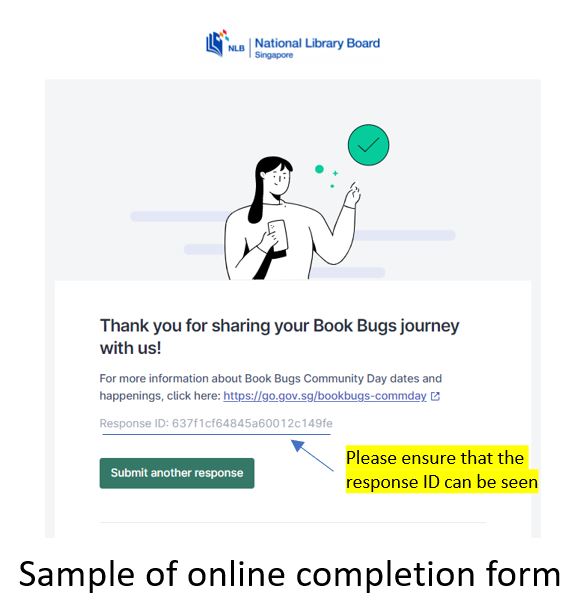 NLB
National Library Board
Singapore
Thank you for sharing your Book Bugs journey
with us!
For more information about Book Bugs Community Day dates and
happenings, click here: https://go.gov.sg/bookbugs-commday
Response ID: 637f1cf64845a60012c149fe
Please ensure that the
response ID can be seen
Submit another response
Sample of online completion form